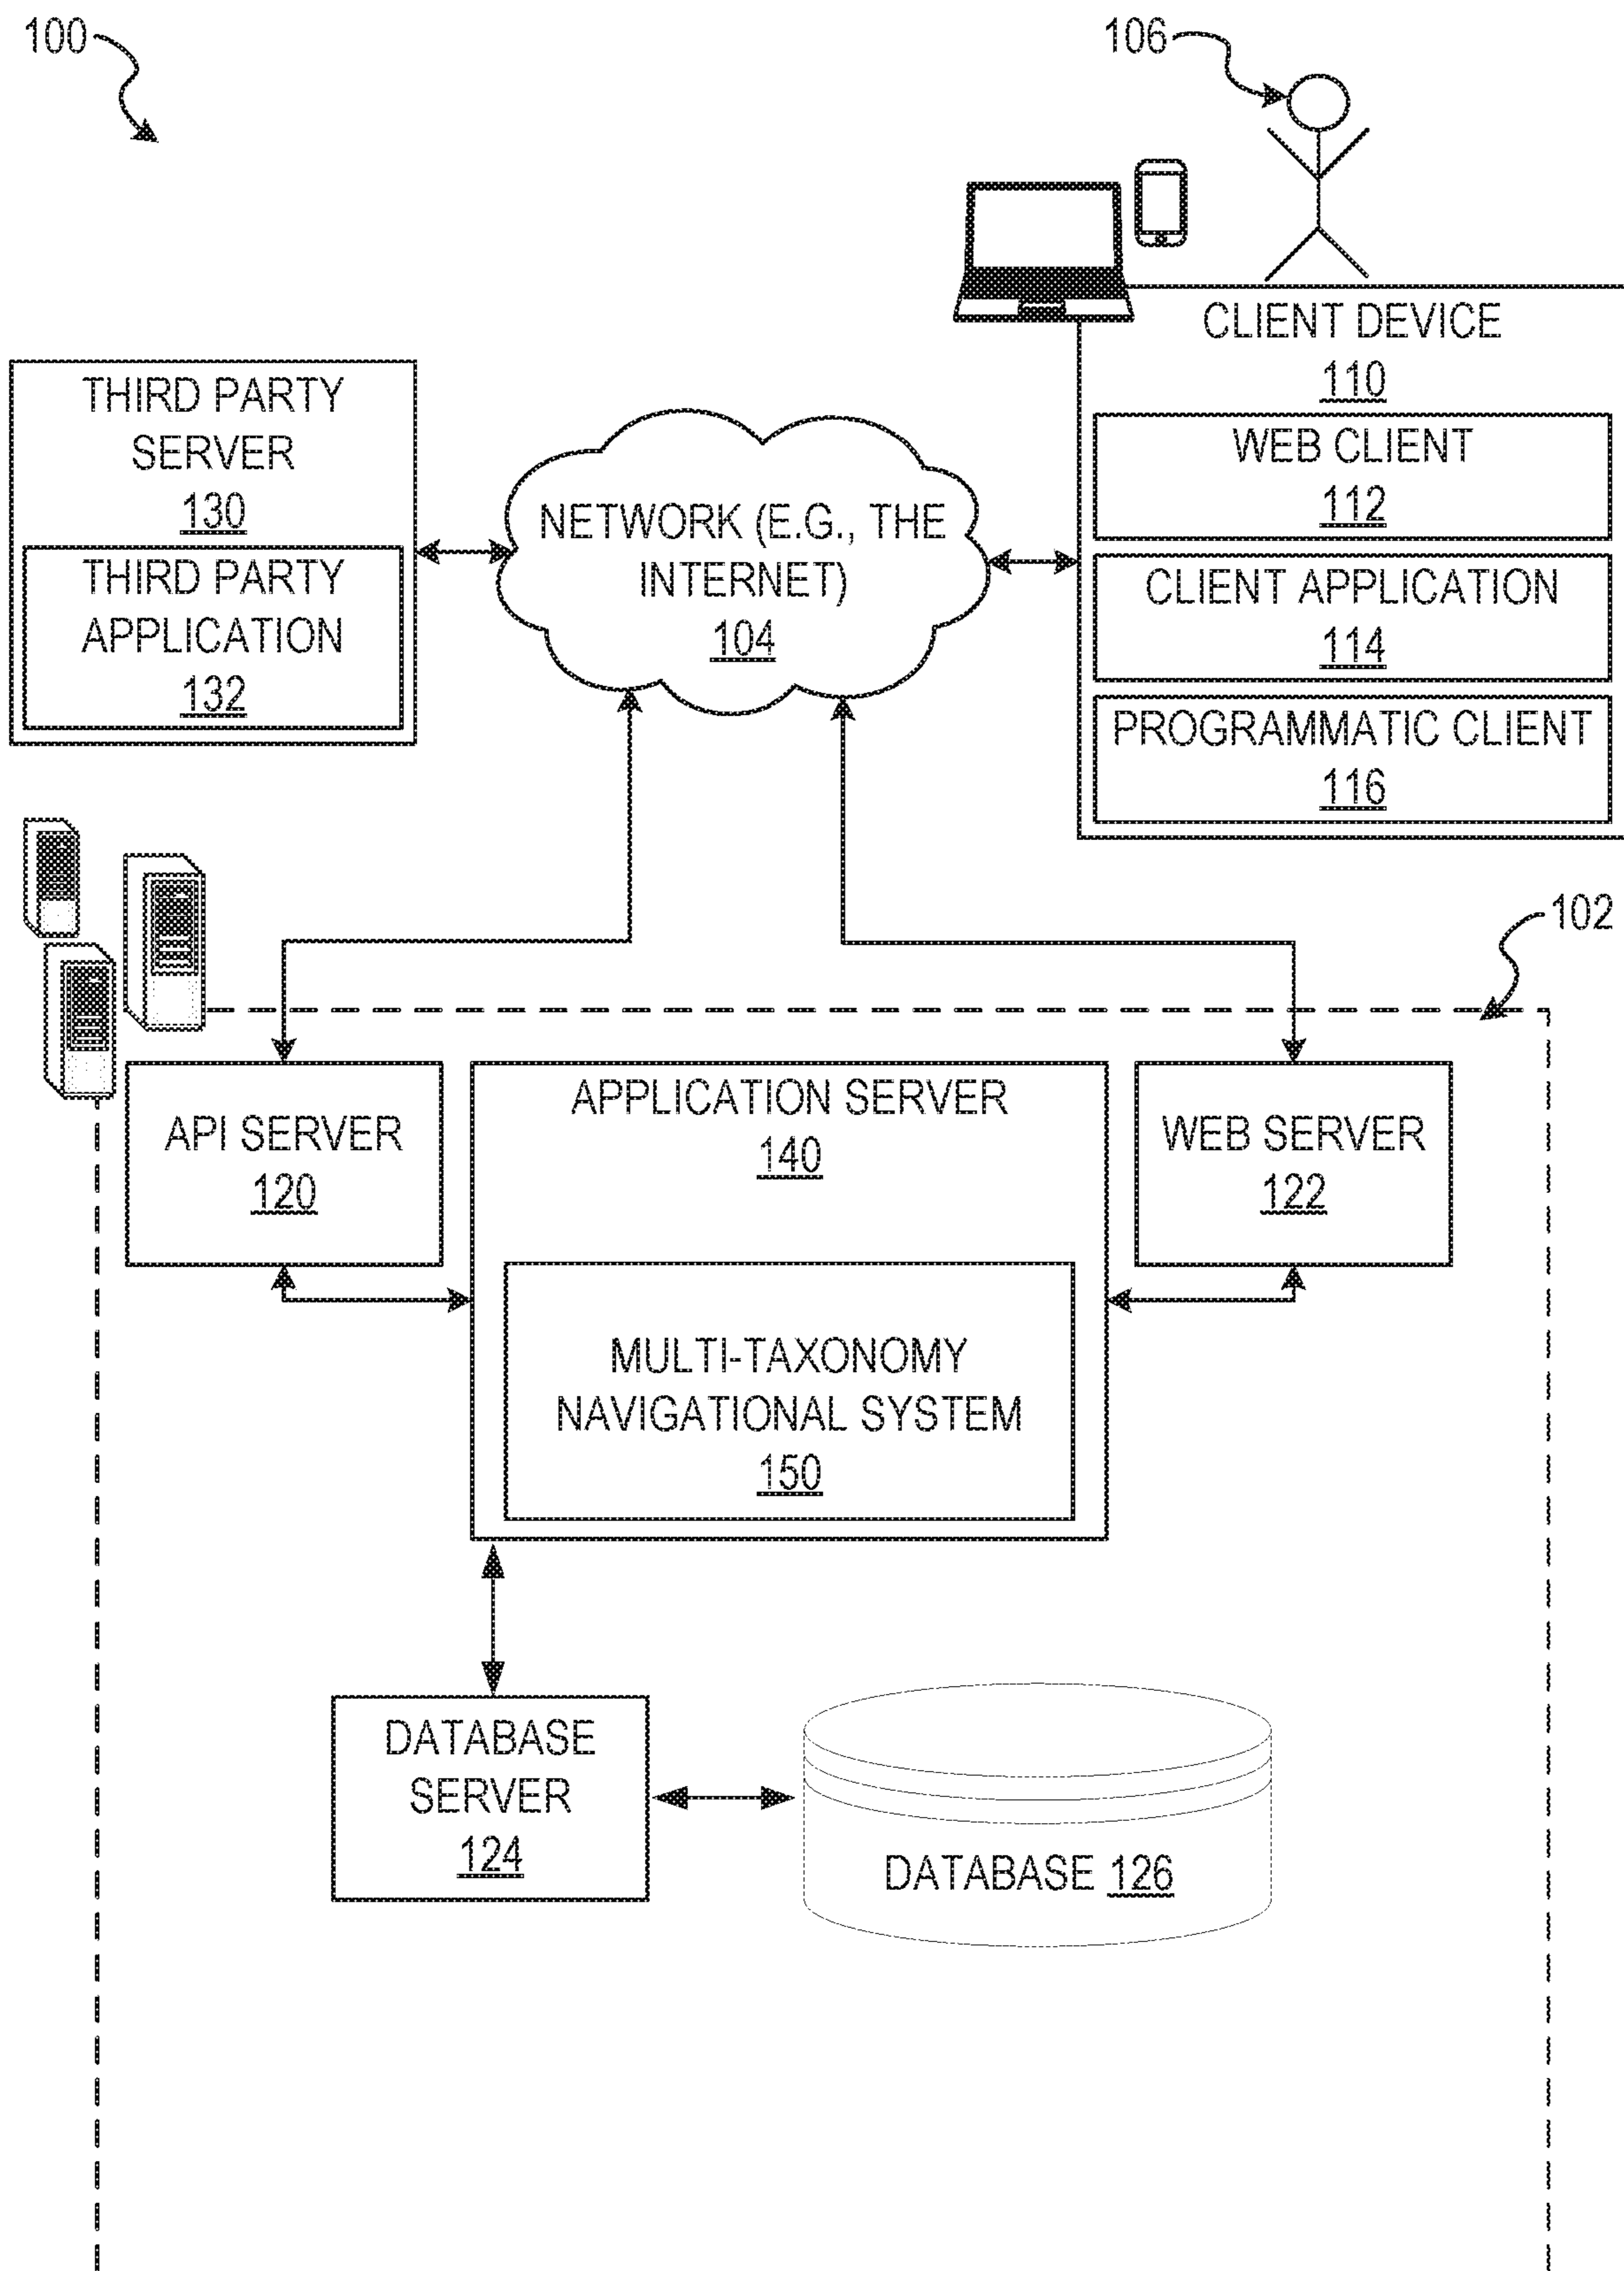 100
106
CLIENT DEVICE
110
WEB CLIENT
112
CLIENT APPLICATION
114
PROGRAMMATIC CLIENT
116
THIRD PARTY
SERVER
130
THIRD PARTY
APPLICATION
132
NETWORK (E.G., THE
INTERNET)
104
102
API SERVER
120
APPLICATION SERVER
140
MULTI-TAXONOMY
NAVIGATIONAL SYSTEM
150
WEB SERVER
122
DATABASE
SERVER
124
DATABASE 126